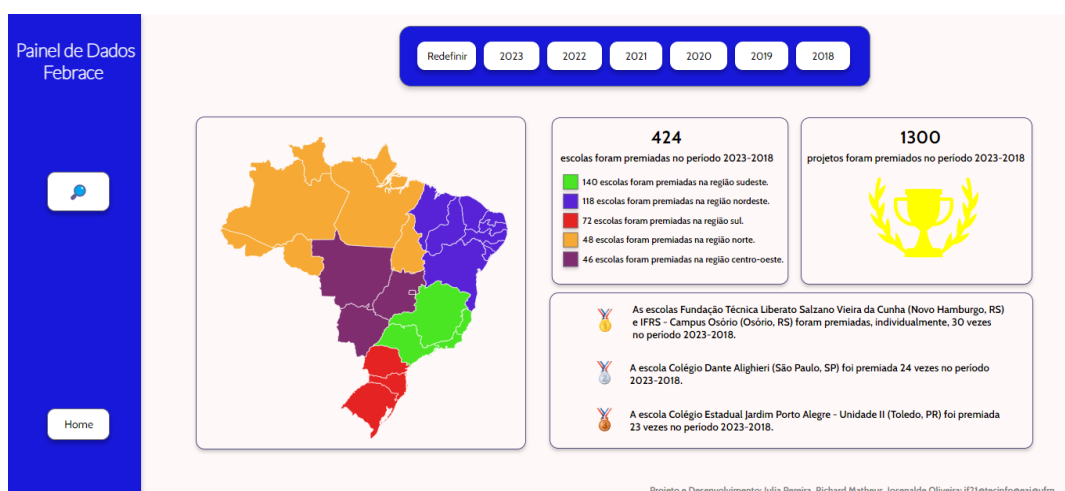 Painel de Dados
Febrace
Redefinir
2023
2022
2021
2020
2019
2018
424
escolas foram premiadas no período 2023-2018
140 escolas foram premiadas na região sudeste.
118 escolas foram premiadas na região nordeste.
72 escolas foram premiadas na região sul.
48 escolas foram premiadas na região norte.
46 escolas foram premiadas na região centro-oeste.
1300
projetos foram premiados no período 2023-2018
As escolas Fundação Técnica Liberato Salzano Vieira da Cunha (Novo Hamburgo, RS)
e IFRS - Campus Osório (Osório, RS) foram premiadas, individualmente, 30 vezes
no período 2023-2018.
A escola Colégio Dante Alighieri (São Paulo, SP) foi premiada 24 vezes no período
2023-2018.
A escola Colégio Estadual Jardim Porto Alegre - Unidade II (Toledo, PR) foi premiada
23 vezes no período 2023-2018.
Home
Projeto e Desenvolvimento: Julia Pereira, Richard Matheus, Josenalde Oliveira: